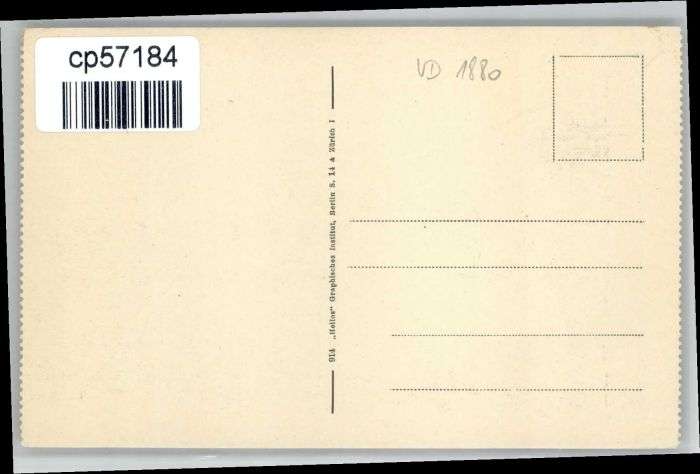 cp57184
VD 1880
914 „Helios" Graphisches Institut, Berlin S. 14 & Zürich I